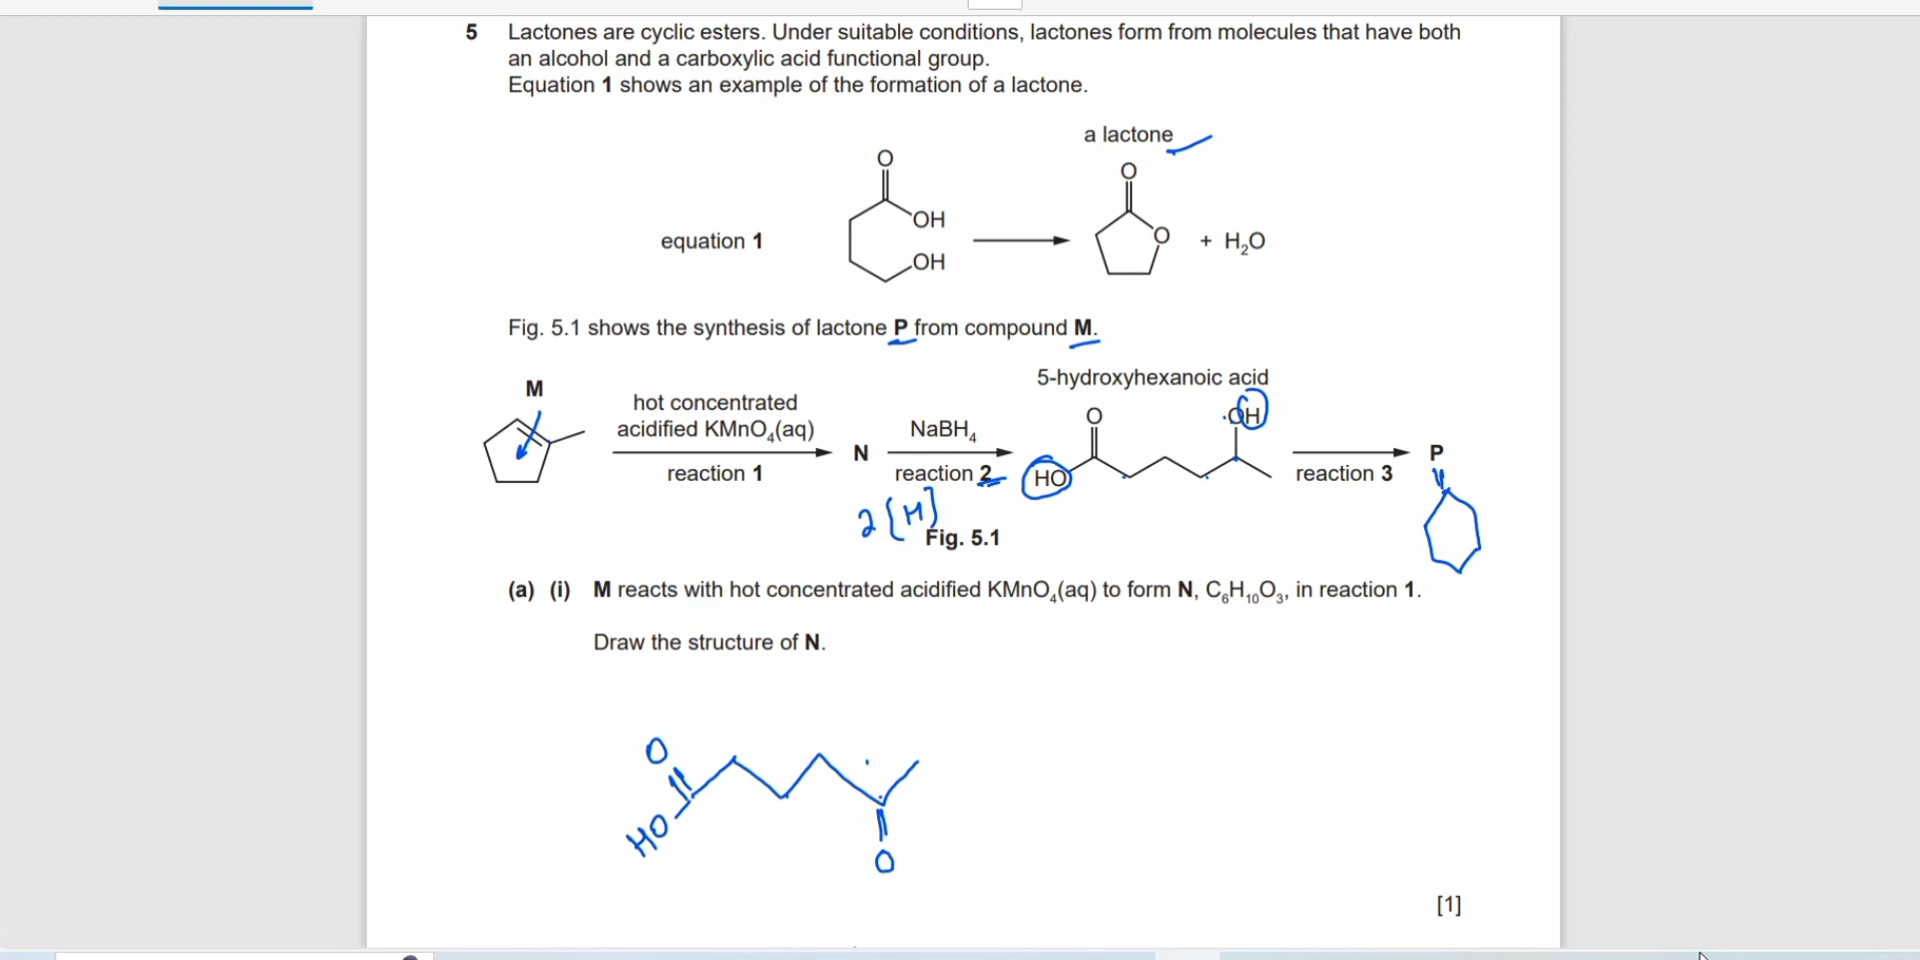 5 Lactones are cyclic esters. Under suitable conditions, lactones form from molecules that have both
an alcohol and a carboxylic acid functional group.
Equation 1 shows an example of the formation of a lactone.
a lactone
O
O
OH
O
equation 1
+ H₂O
OH
Fig. 5.1 shows the synthesis of lactone P from compound M.
5-hydroxyhexanoic acid
M
hot concentrated
acidified KMnO₄(aq)
O
OH
NaBH₄
N
P
reaction 1
reaction 2
HO
reaction 3
2[H]
Fig. 5.1
(a) (i) M reacts with hot concentrated acidified KMnO₄(aq) to form N, C₆H₁₀O₃, in reaction 1.
Draw the structure of N.
O
HO
O
[1]